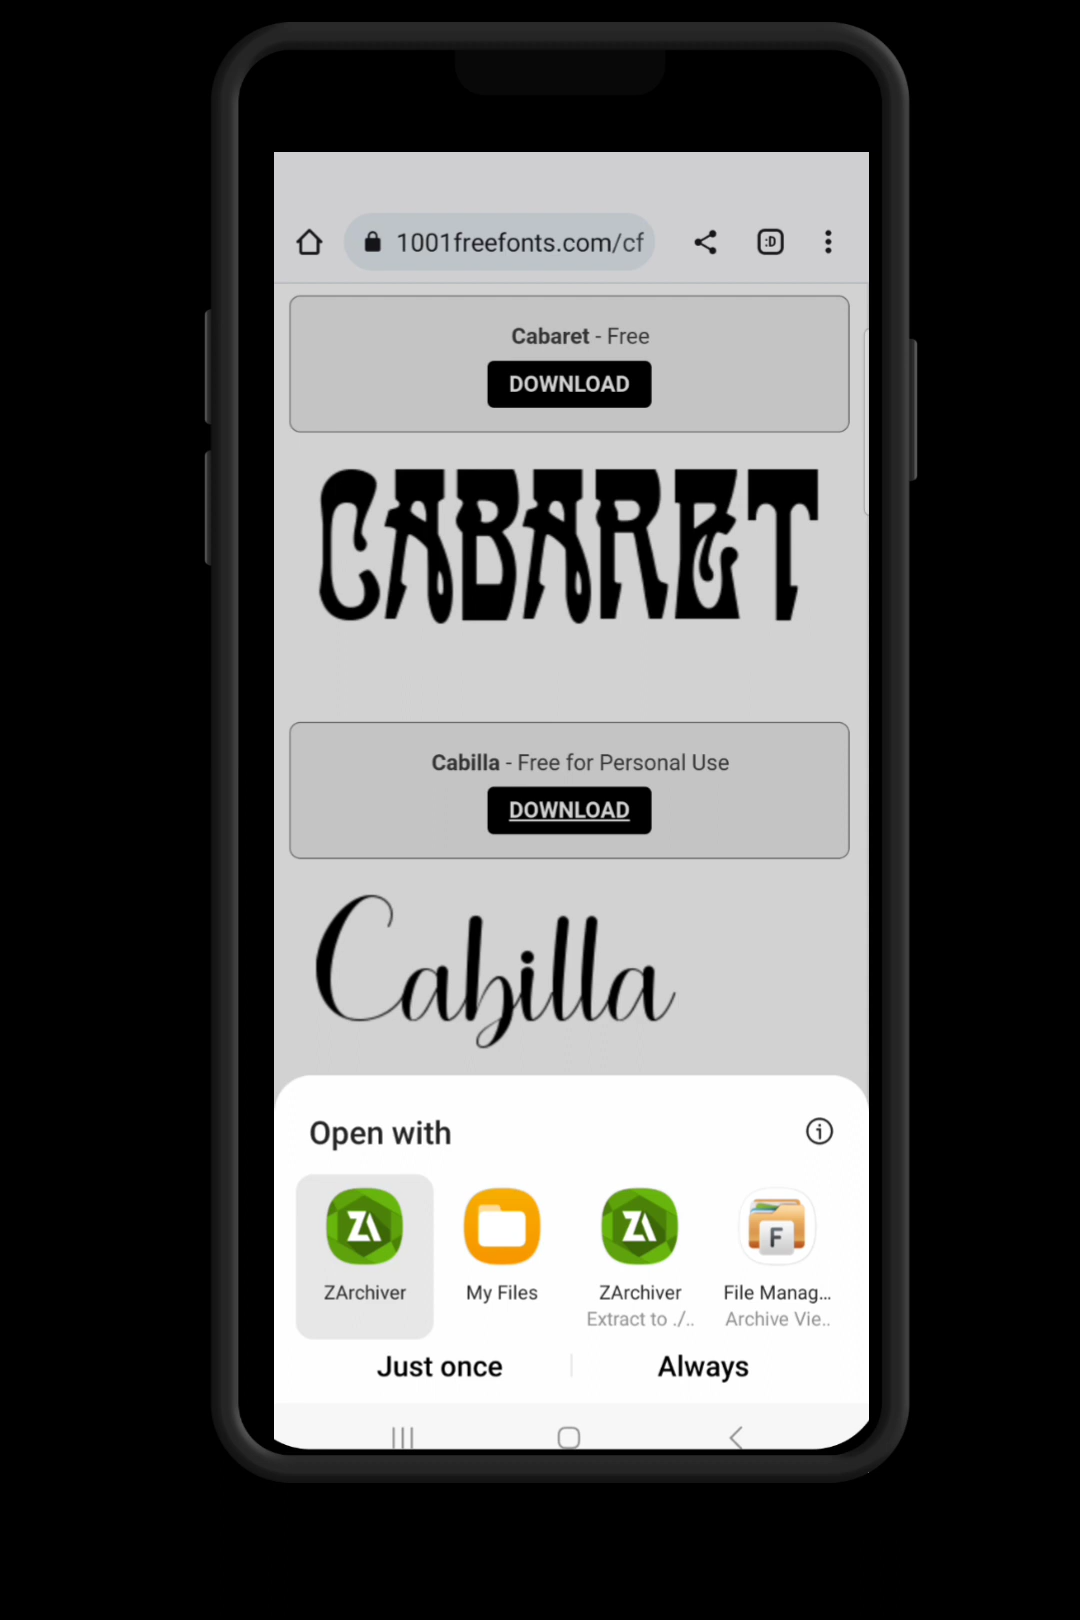 1001freefonts.com/cf
:D
Cabaret - Free
DOWNLOAD
CABARET
Cabilla - Free for Personal Use
DOWNLOAD
Cabilla
Open with
ZArchiver
My Files
ZArchiver
Extract to ./..
File Manag...
Archive Vie..
Just once
Always